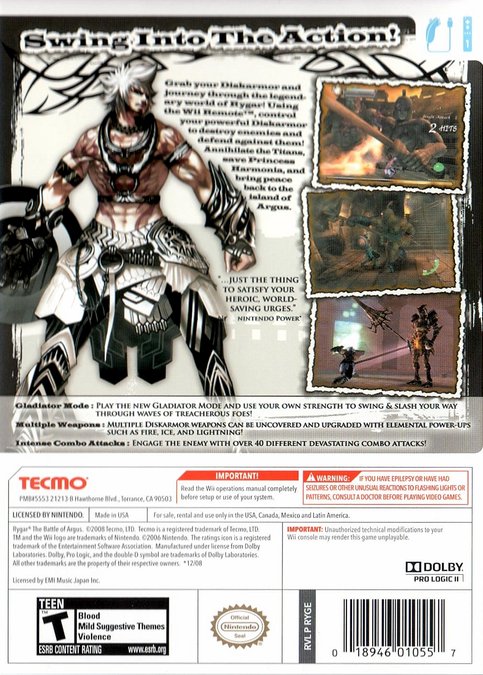 Swing Into The Action!
Grab your Diskarmor and
journey through the legend-
ary world of Rygar! Using
the Wii Remote™, control
your powerful Diskarmor
to destroy enemies and
defend against them!
Annihilate the Titans,
save Princess
Harmonia, and
bring peace
back to the
island of
Argus.
2 HITS
"...JUST THE THING
TO SATISFY YOUR
HEROIC, WORLD-
SAVING URGES."
NINTENDO POWER
Gladiator Mode : PLAY THE NEW GLADIATOR MODE AND USE YOUR OWN STRENGTH TO SWING & SLASH YOUR WAY
THROUGH WAVES OF TREACHEROUS FOES!
Multiple Weapons : MULTIPLE DISKARMOR WEAPONS CAN BE UNCOVERED AND UPGRADED WITH ELEMENTAL POWER-UPS
SUCH AS FIRE, ICE, AND LIGHTNING!
Intense Combo Attacks : ENGAGE THE ENEMY WITH OVER 40 DIFFERENT DEVASTATING COMBO ATTACKS!
TECMO®
PMB#5553 21213-B Hawthorne Blvd., Torrance, CA 90503
IMPORTANT!
Read the Wii operations manual completely
before setup or use of your system.
WARNING:
IF YOU HAVE EPILEPSY OR HAVE HAD
SEIZURES OR OTHER UNUSUAL REACTIONS TO FLASHING LIGHTS OR
PATTERNS, CONSULT A DOCTOR BEFORE PLAYING VIDEO GAMES.
LICENSED BY NINTENDO. Made in USA For sale, rental and use only in the USA, Canada, Mexico and Latin America.
Rygar® The Battle of Argus. ©2008 Tecmo, LTD. Tecmo is a registered trademark of Tecmo, LTD.
TM and the Wii logo are trademarks of Nintendo. ©2006 Nintendo. The ratings icon is a registered
trademark of the Entertainment Software Association. Manufactured under license from Dolby
Laboratories. Dolby, Pro Logic, and the double-D symbol are trademarks of Dolby Laboratories.
All other trademarks are the property of their respective owners. *12/08
Licensed by EMI Music Japan Inc.
IMPORTANT: Unauthorized technical modifications to your
Wii console may render this game unplayable.
DOLBY
PRO LOGIC II
TEEN
T
Blood
Mild Suggestive Themes
Violence
ESRB CONTENT RATING www.esrb.org
Official
Nintendo
Seal
RVL P RYGE
0 18946 01055 7